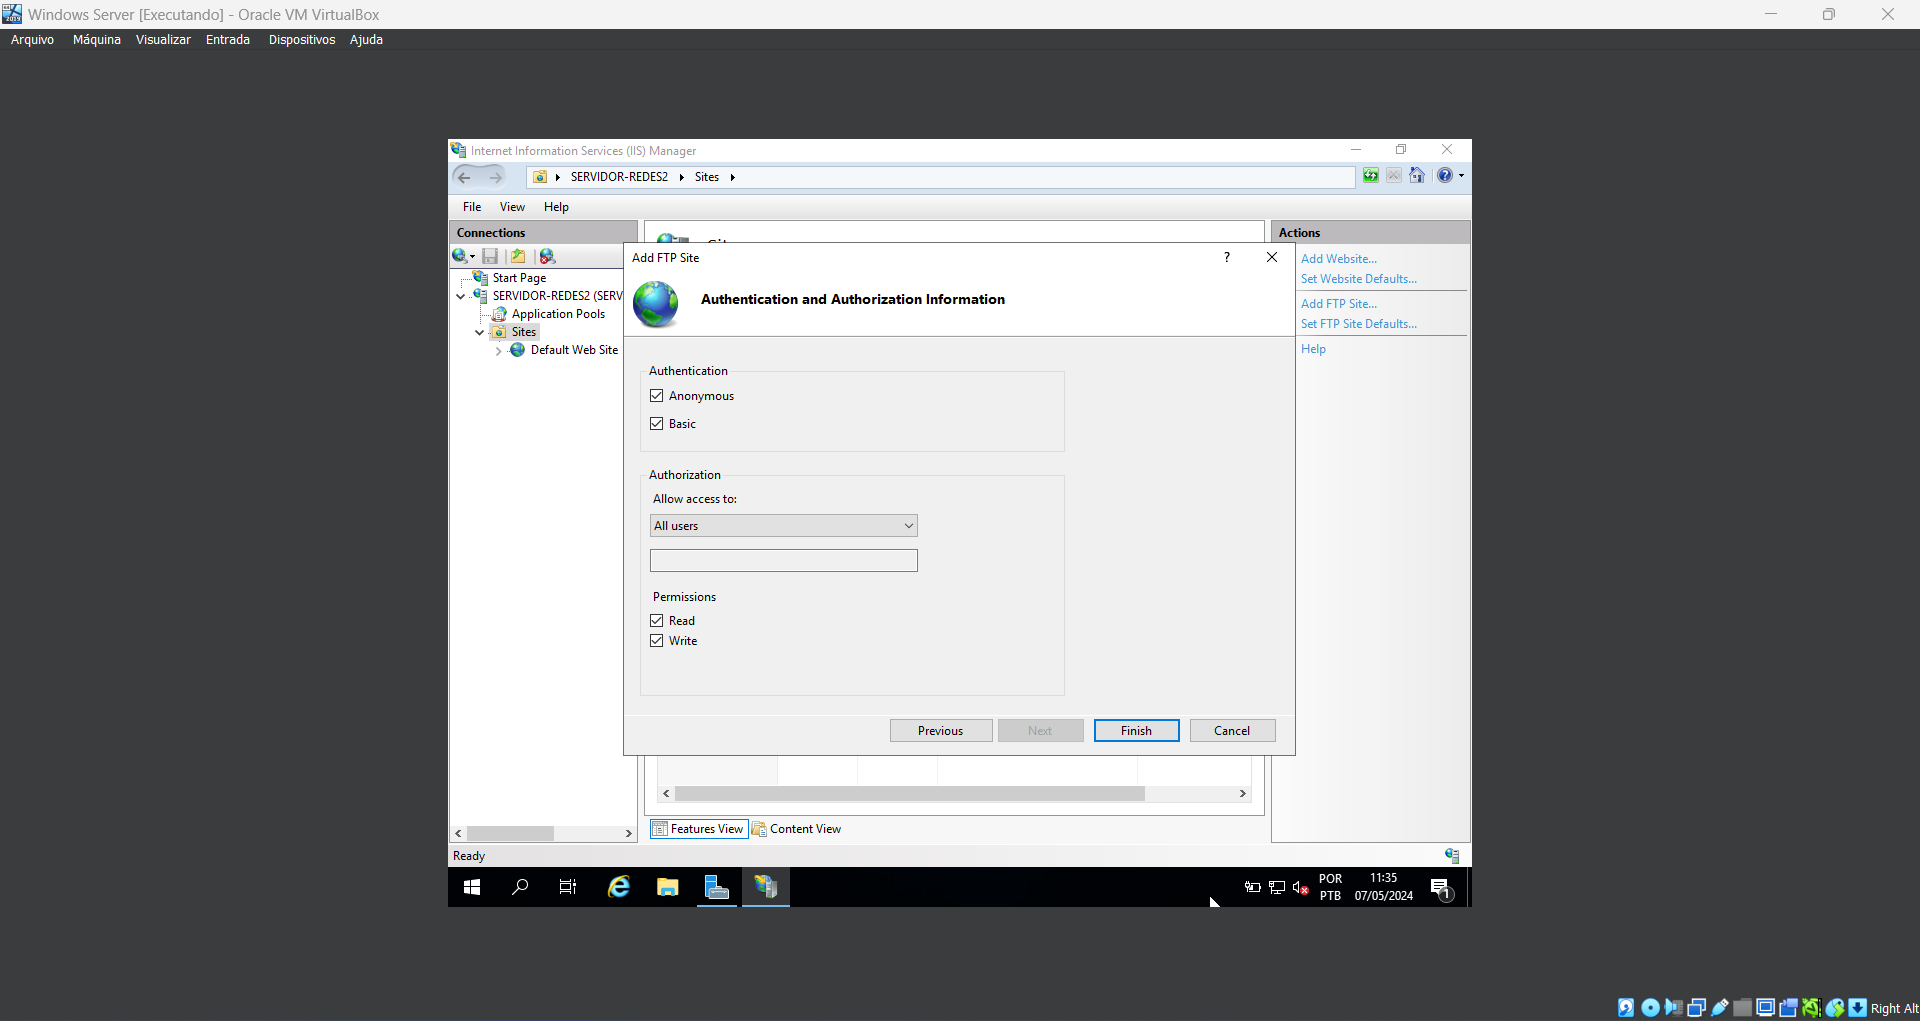 Windows Server [Executando] - Oracle VM VirtualBox
Arquivo Máquina Visualizar Entrada Dispositivos Ajuda
Internet Information Services (IIS) Manager
SERVIDOR-REDES2 Sites
File View Help
Connections
Start Page
SERVIDOR-REDES2 (SERV
Application Pools
Sites
Default Web Site
Add FTP Site
?
Authentication and Authorization Information
Authentication
Anonymous
Basic
Authorization
Allow access to:
All users
Permissions
Read
Write
Previous Next Finish Cancel
Actions
Add Website...
Set Website Defaults...
Add FTP Site...
Set FTP Site Defaults...
Help
Features View Content View
Ready
POR
PTB
11:35
07/05/2024
1
Right Alt